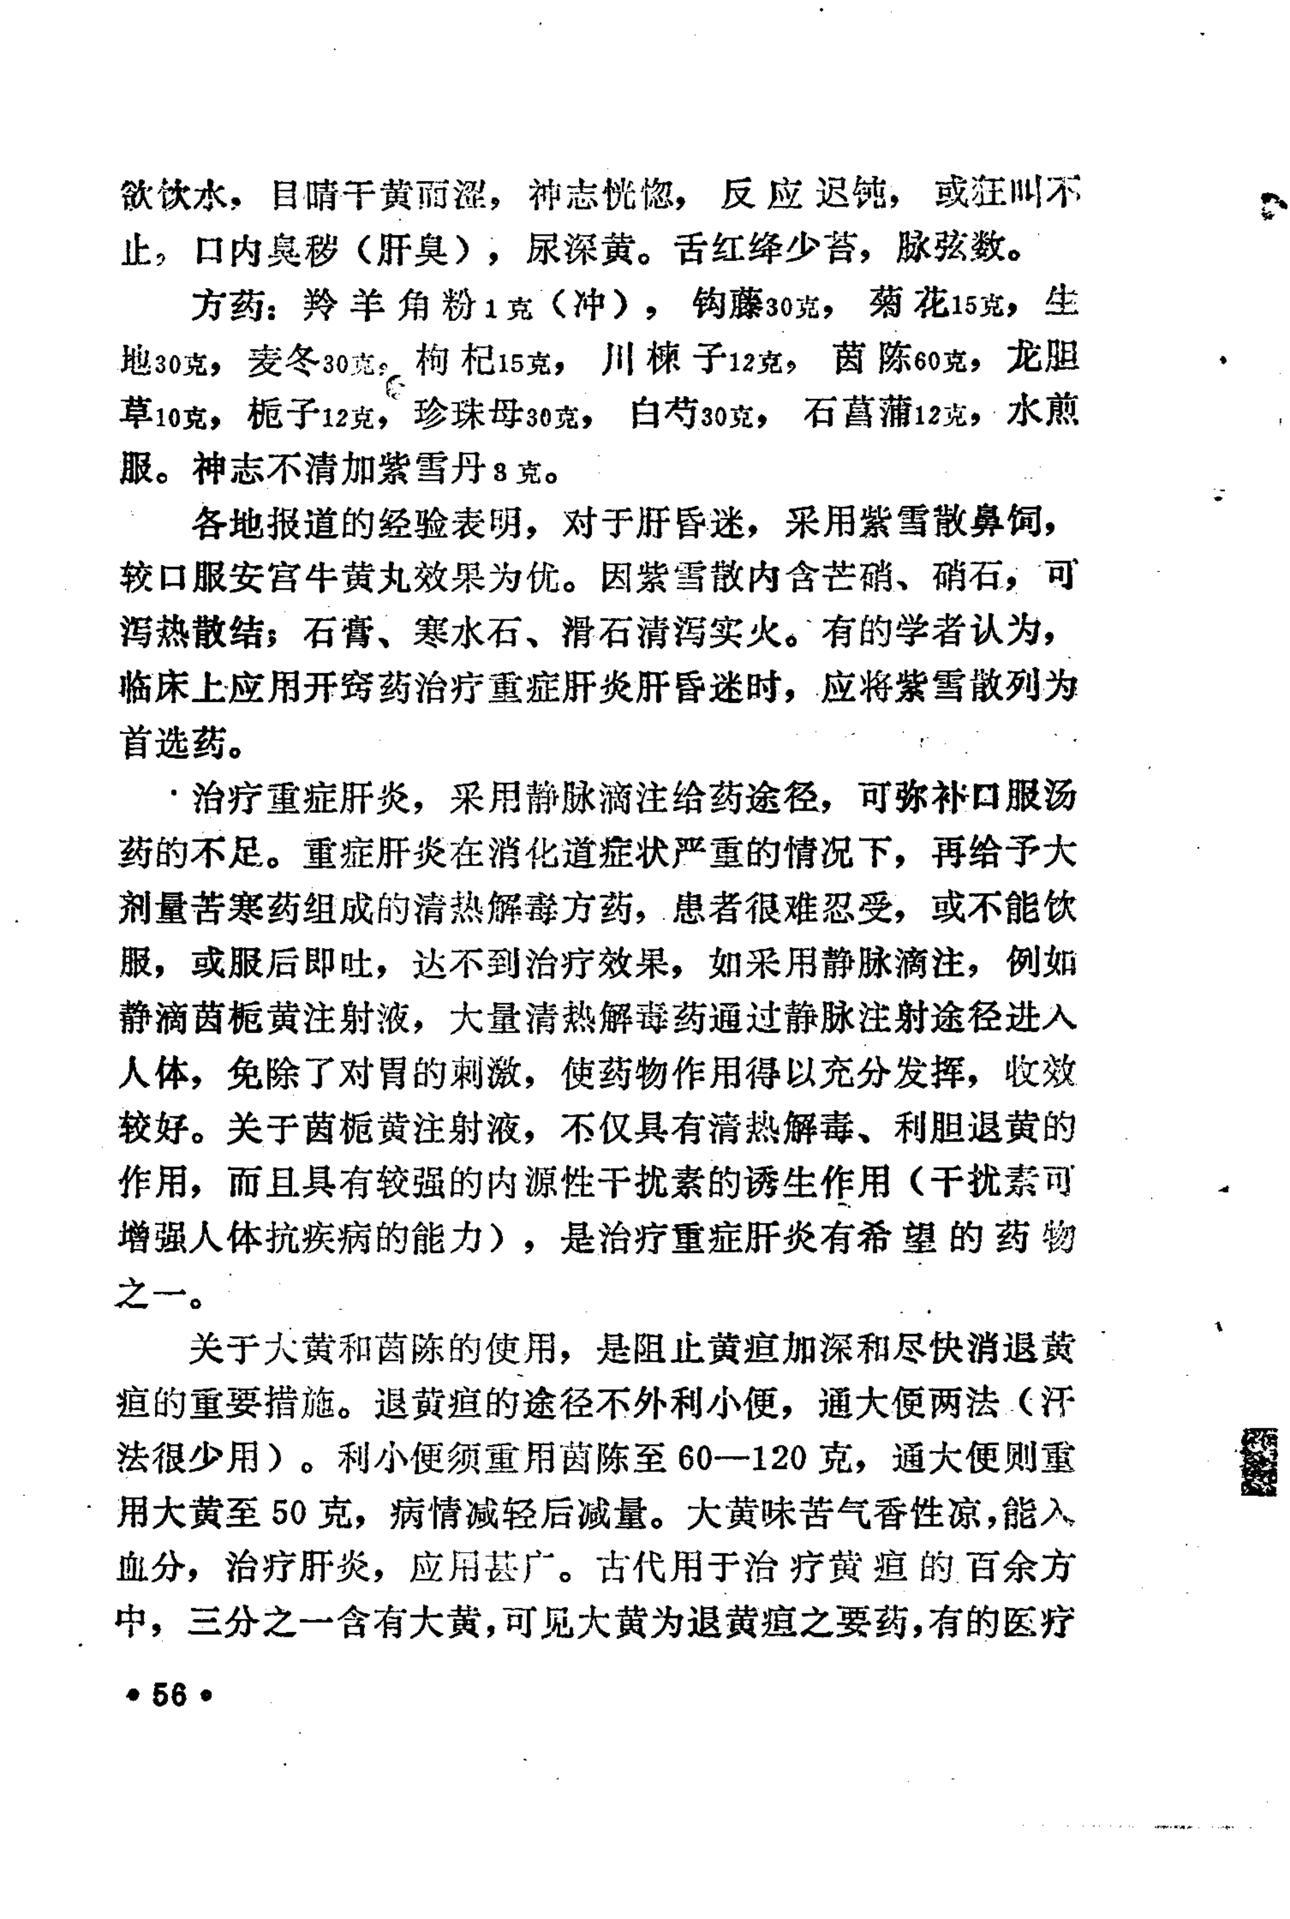 欲饮水，目睛干黄而涩，神志恍惚，反应迟钝，或狂叫不
止，口内臭秽（肝臭），尿深黄。舌红绛少苔，脉弦数。
方药：羚羊角粉1克（冲），钩藤30克，菊花15克，生
地30克，麦冬30克，枸杞15克，川楝子12克，茵陈60克，龙胆
草10克，栀子12克，珍珠母30克，白芍30克，石菖蒲12克，水煎
服。神志不清加紫雪丹3克。
各地报道的经验表明，对于肝昏迷，采用紫雪散鼻饲，
较口服安宫牛黄丸效果为优。因紫雪散内含芒硝、硝石，可
泻热散结；石膏、寒水石、滑石清泻实火。有的学者认为，
临床上应用开窍药治疗重症肝炎肝昏迷时，应将紫雪散列为
首选药。
治疗重症肝炎，采用静脉滴注给药途径，可弥补口服汤
药的不足。重症肝炎在消化道症状严重的情况下，再给予大
剂量苦寒药组成的清热解毒方药，患者很难忍受，或不能饮
服，或服后即吐，达不到治疗效果，如采用静脉滴注，例如
静滴茵栀黄注射液，大量清热解毒药通过静脉注射途径进入
人体，免除了对胃的刺激，使药物作用得以充分发挥，收效
较好。关于茵栀黄注射液，不仅具有清热解毒、利胆退黄的
作用，而且具有较强的内源性干扰素的诱生作用（干扰素可
增强人体抗疾病的能力），是治疗重症肝炎有希望的药物
之一。
关于大黄和茵陈的使用，是阻止黄疸加深和尽快消退黄
疸的重要措施。退黄疸的途径不外利小便，通大便两法（汗
法很少用）。利小便须重用茵陈至60—120克，通大便则重
用大黄至50克，病情减轻后减量。大黄味苦气香性凉，能入
血分，治疗肝炎，应用甚广。古代用于治疗黄疸的百余方
中，三分之一含有大黄，可见大黄为退黄疸之要药，有的医疗
•56•